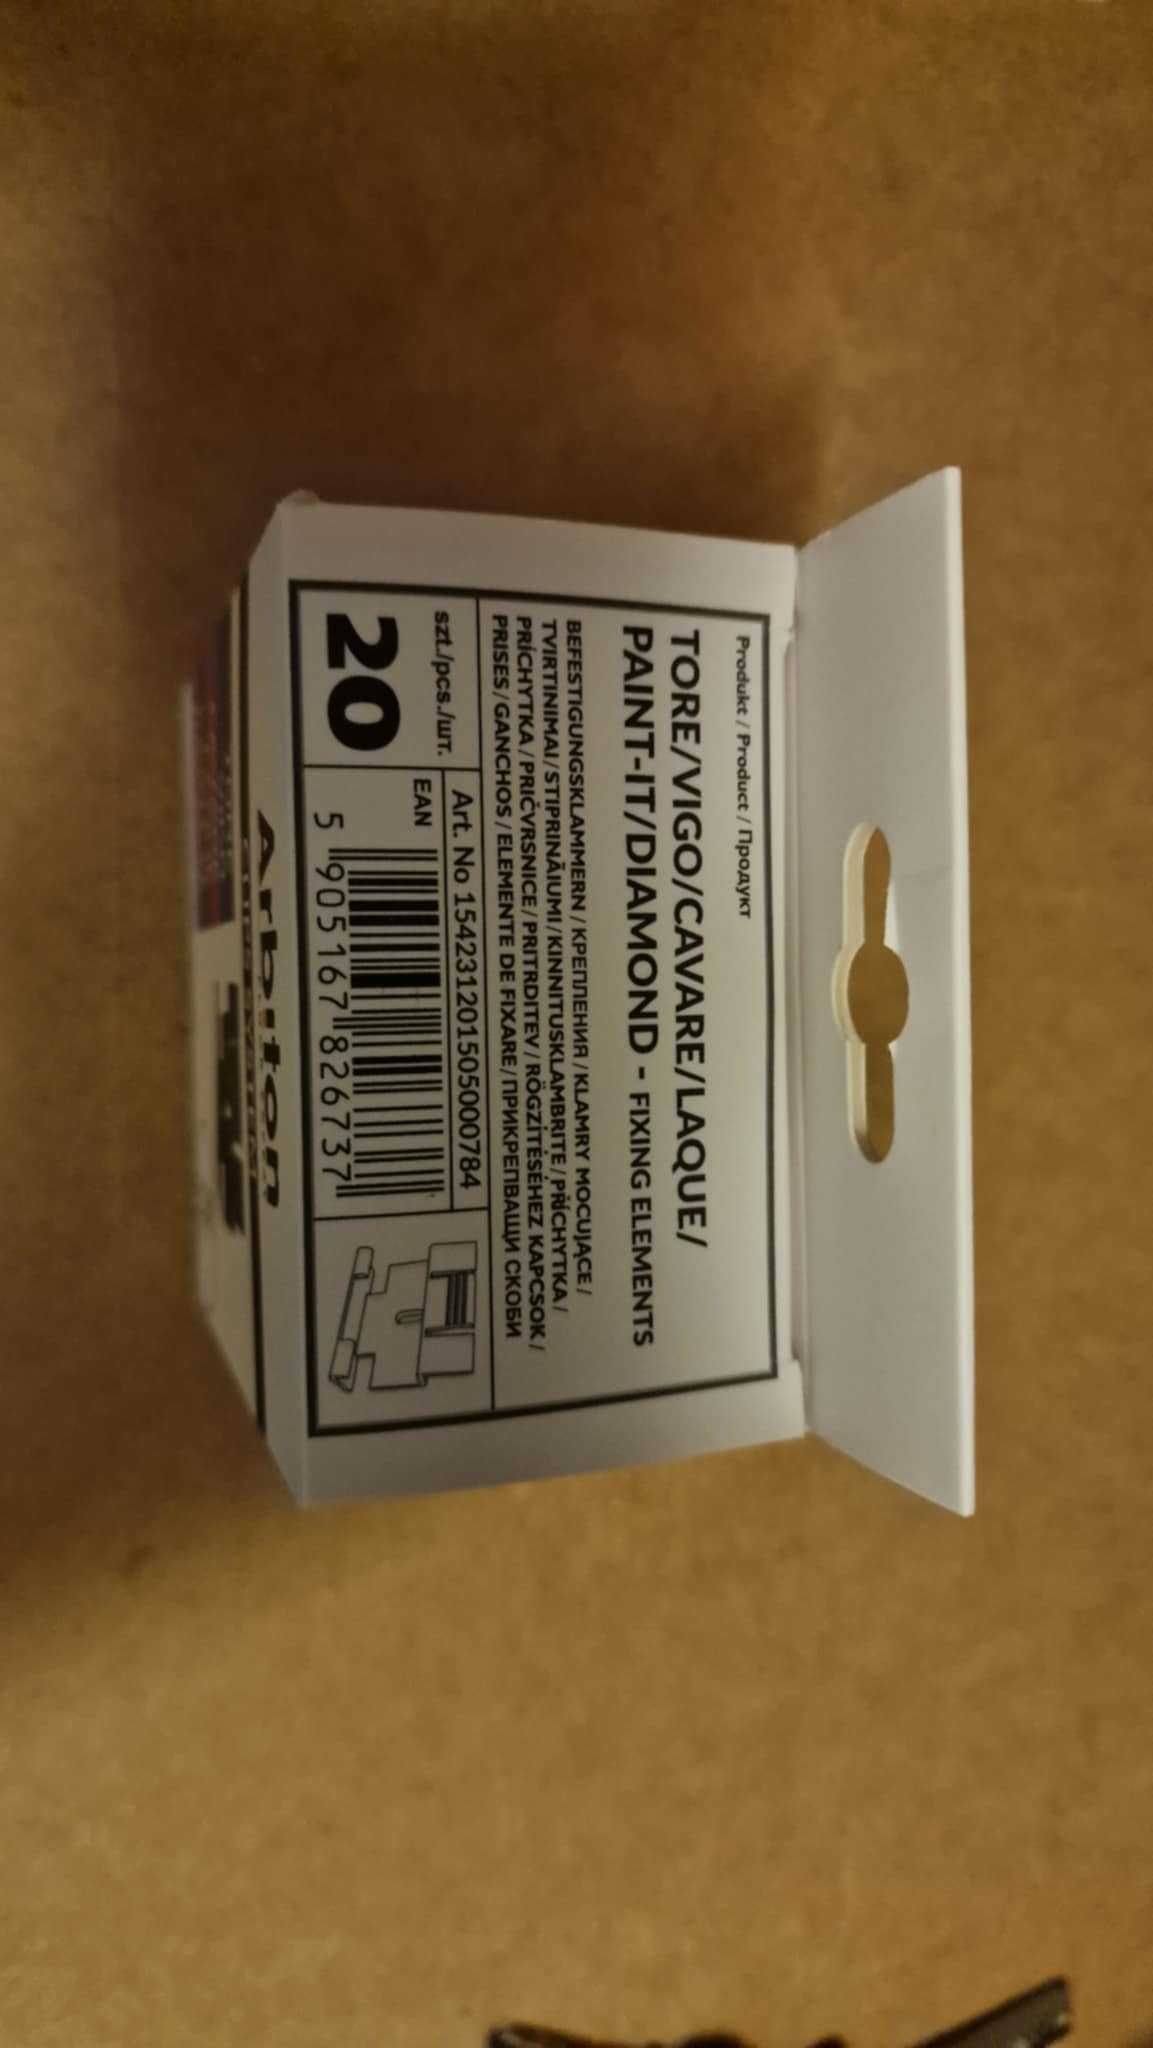 Produkt / Product / Продукт
TORE/VIGO/CAVARE/LAQUE/
PAINT-IT/DIAMOND - FIXING ELEMENTS
BEFESTIGUNGSKLAMMERN / КРЕПЛЕНИЯ / KLAMRY MOCUJĄCE /
TVIRTINIMAI / STIPRINĀJUMI / KINNITUSKLAMBRITE / PŘÍCHYTKA /
PRÍCHYTKA / PRIČVRSNICE / PRITRDITEV / RÖGZÍTÉSÉHEZ KAPCSOK /
PRISES / GANCHOS / ELEMENTE DE FIXARE / ПРИКРЕПВАЩИ СКОБИ
szt./pcs./шт.
20
Art. No 1542312015050007​84
EAN
5 905167 826737
Arbiton